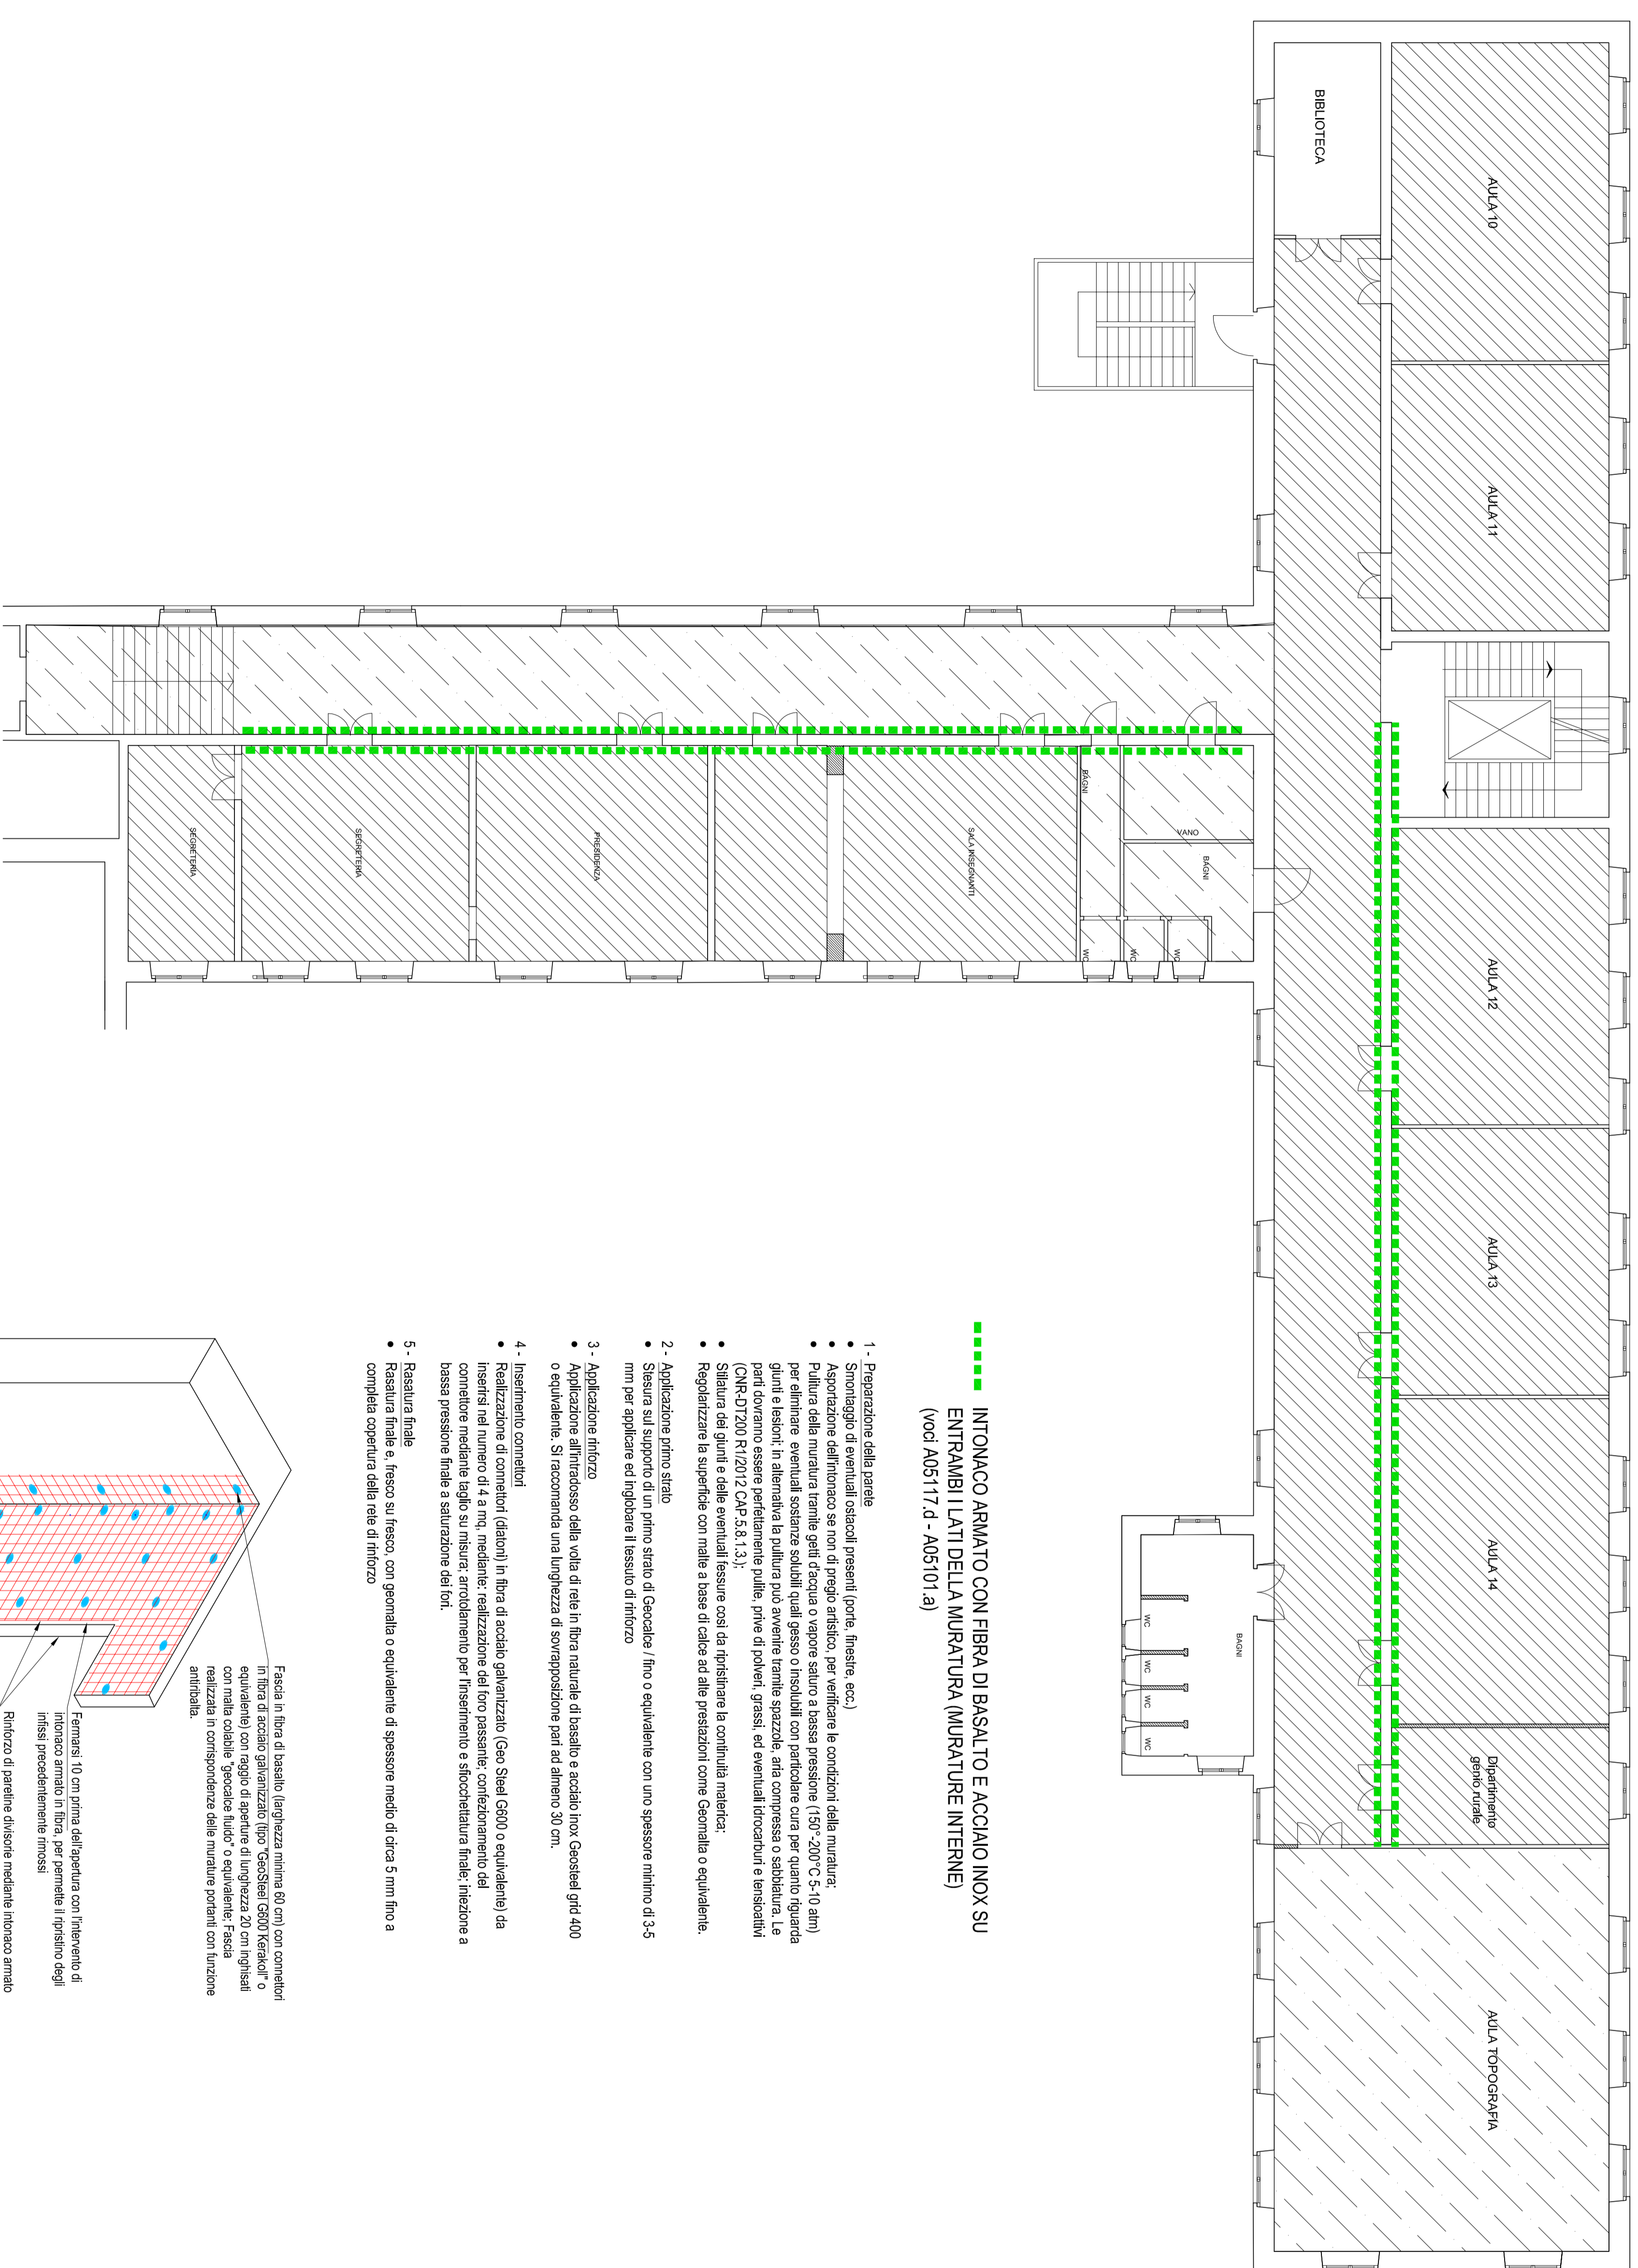 BIBLIOTECA
AULA 10
AULA 11
AULA 12
AULA 13
AULA 14
Dipartimento
genio rurale
AULA TOPOGRAFIA
SEGRETERIA
SEGRETERIA
PRESIDENZA
SALA INSEGNANTI
BAGNI
VANO
BAGNI
WC
WC
WC
BAGNI
WC
WC
WC
WC
INTONACO ARMATO CON FIBRA DI BASALTO E ACCIAIO INOX SU
ENTRAMBI I LATI DELLA MURATURA (MURATURE INTERNE)
(voci A05117.d - A05101.a)
1 - Preparazione della parete
• Smontaggio di eventuali ostacoli presenti (porte, finestre, ecc.)
• Asportazione dell'intonaco se non di pregio artistico, per verificare le condizioni della muratura;
• Pulitura della muratura tramite getti d'acqua o vapore saturo a bassa pressione (150°-200°C 5-10 atm)
per eliminare eventuali sostanze solubili quali gesso o insolubili con particolare cura per quanto riguarda
giunti e lesioni; in alternativa la pulitura può avvenire tramite spazzole, aria compressa o sabbiatura. Le
parti dovranno essere perfettamente pulite, prive di polveri, grassi, ed eventuali idrocarburi e tensioattivi
(CNR-DT200 R1/2012 CAP.5.8.1.3.);
• Stilatura dei giunti e delle eventuali fessure così da ripristinare la continuità materica;
• Regolarizzare la superficie con malte a base di calce ad alte prestazioni come Geomalta o equivalente.
2 - Applicazione primo strato
• Stesura sul supporto di un primo strato di Geocalce / fino o equivalente con uno spessore minimo di 3-5
mm per applicare ed inglobare il tessuto di rinforzo
3 - Applicazione rinforzo
• Applicazione all'intradosso della volta di rete in fibra naturale di basalto e acciaio inox Geosteel grid 400
o equivalente. Si raccomanda una lunghezza di sovrapposizione pari ad almeno 30 cm.
4 - Inserimento connettori
• Realizzazione di connettori (diatoni) in fibra di acciaio galvanizzato (Geo Steel G600 o equivalente) da
inserirsi nel numero di 4 a mq, mediante: realizzazione del foro passante; confezionamento del
connettore mediante taglio su misura; arrotolamento per l'inserimento e sfiocchettatura finale; iniezione a
bassa pressione finale a saturazione dei fori.
5 - Rasatura finale
• Rasatura finale e, fresco su fresco, con geomalta o equivalente di spessore medio di circa 5 mm fino a
completa copertura della rete di rinforzo
Fascia in fibra di basalto (larghezza minima 60 cm) con connettori
in fibra di acciaio galvanizzato (tipo "GeoSteel G600 Kerakoll" o
equivalente) con raggio di aperture di lunghezza 20 cm inghisati
con malta colabile "geocalce fluido" o equivalente; Fascia
realizzata in corrispondenze delle murature portanti con funzione
antiribalta.
Fermarsi 10 cm prima dell'apertura con l'intervento di
intonaco armato in fibra, per permette il ripristino degli
infissi precedentemente rimossi
Rinforzo di paretine divisorie mediante intonaco armato